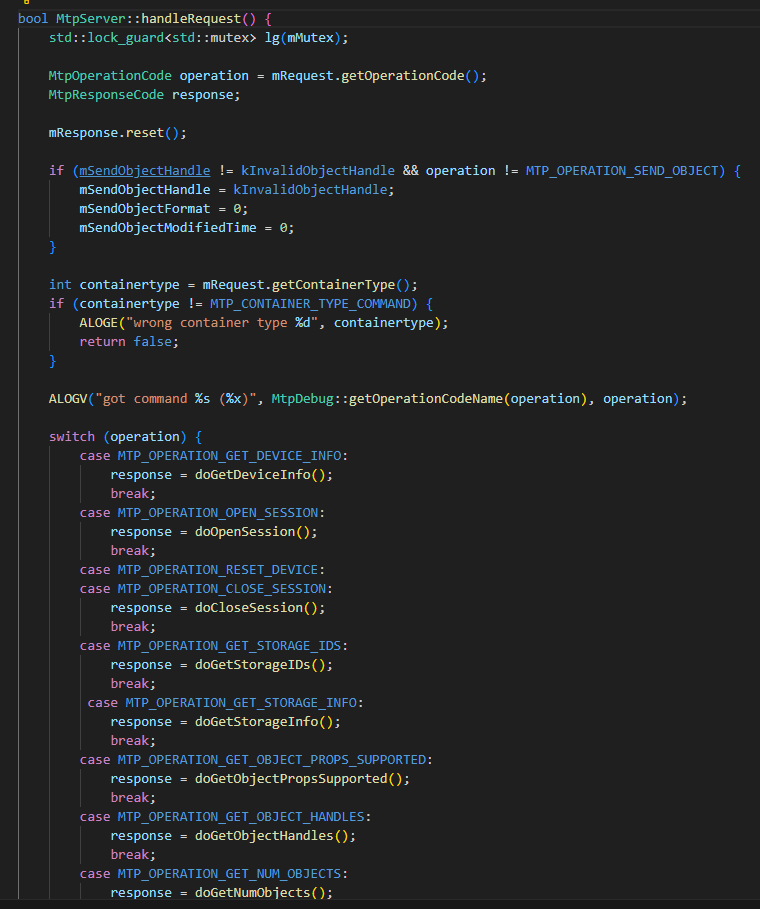 bool MtpServer::handleRequest() {
    std::lock_guard<std::mutex> lg(mMutex);

    MtpOperationCode operation = mRequest.getOperationCode();
    MtpResponseCode response;

    mResponse.reset();

    if (mSendObjectHandle != kInvalidObjectHandle && operation != MTP_OPERATION_SEND_OBJECT) {
        mSendObjectHandle = kInvalidObjectHandle;
        mSendObjectFormat = 0;
        mSendObjectModifiedTime = 0;
    }

    int containertype = mRequest.getContainerType();
    if (containertype != MTP_CONTAINER_TYPE_COMMAND) {
        ALOGE("wrong container type %d", containertype);
        return false;
    }

    ALOGV("got command %s (%x)", MtpDebug::getOperationCodeName(operation), operation);

    switch (operation) {
        case MTP_OPERATION_GET_DEVICE_INFO:
            response = doGetDeviceInfo();
            break;
        case MTP_OPERATION_OPEN_SESSION:
            response = doOpenSession();
            break;
        case MTP_OPERATION_RESET_DEVICE:
        case MTP_OPERATION_CLOSE_SESSION:
            response = doCloseSession();
            break;
        case MTP_OPERATION_GET_STORAGE_IDS:
            response = doGetStorageIDs();
            break;
         case MTP_OPERATION_GET_STORAGE_INFO:
            response = doGetStorageInfo();
            break;
        case MTP_OPERATION_GET_OBJECT_PROPS_SUPPORTED:
            response = doGetObjectPropsSupported();
            break;
        case MTP_OPERATION_GET_OBJECT_HANDLES:
            response = doGetObjectHandles();
            break;
        case MTP_OPERATION_GET_NUM_OBJECTS:
            response = doGetNumObjects();